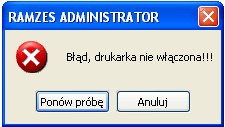 RAMZES ADMINISTRATOR
Błąd, drukarka nie włączona!!!
Ponów próbę
Anuluj